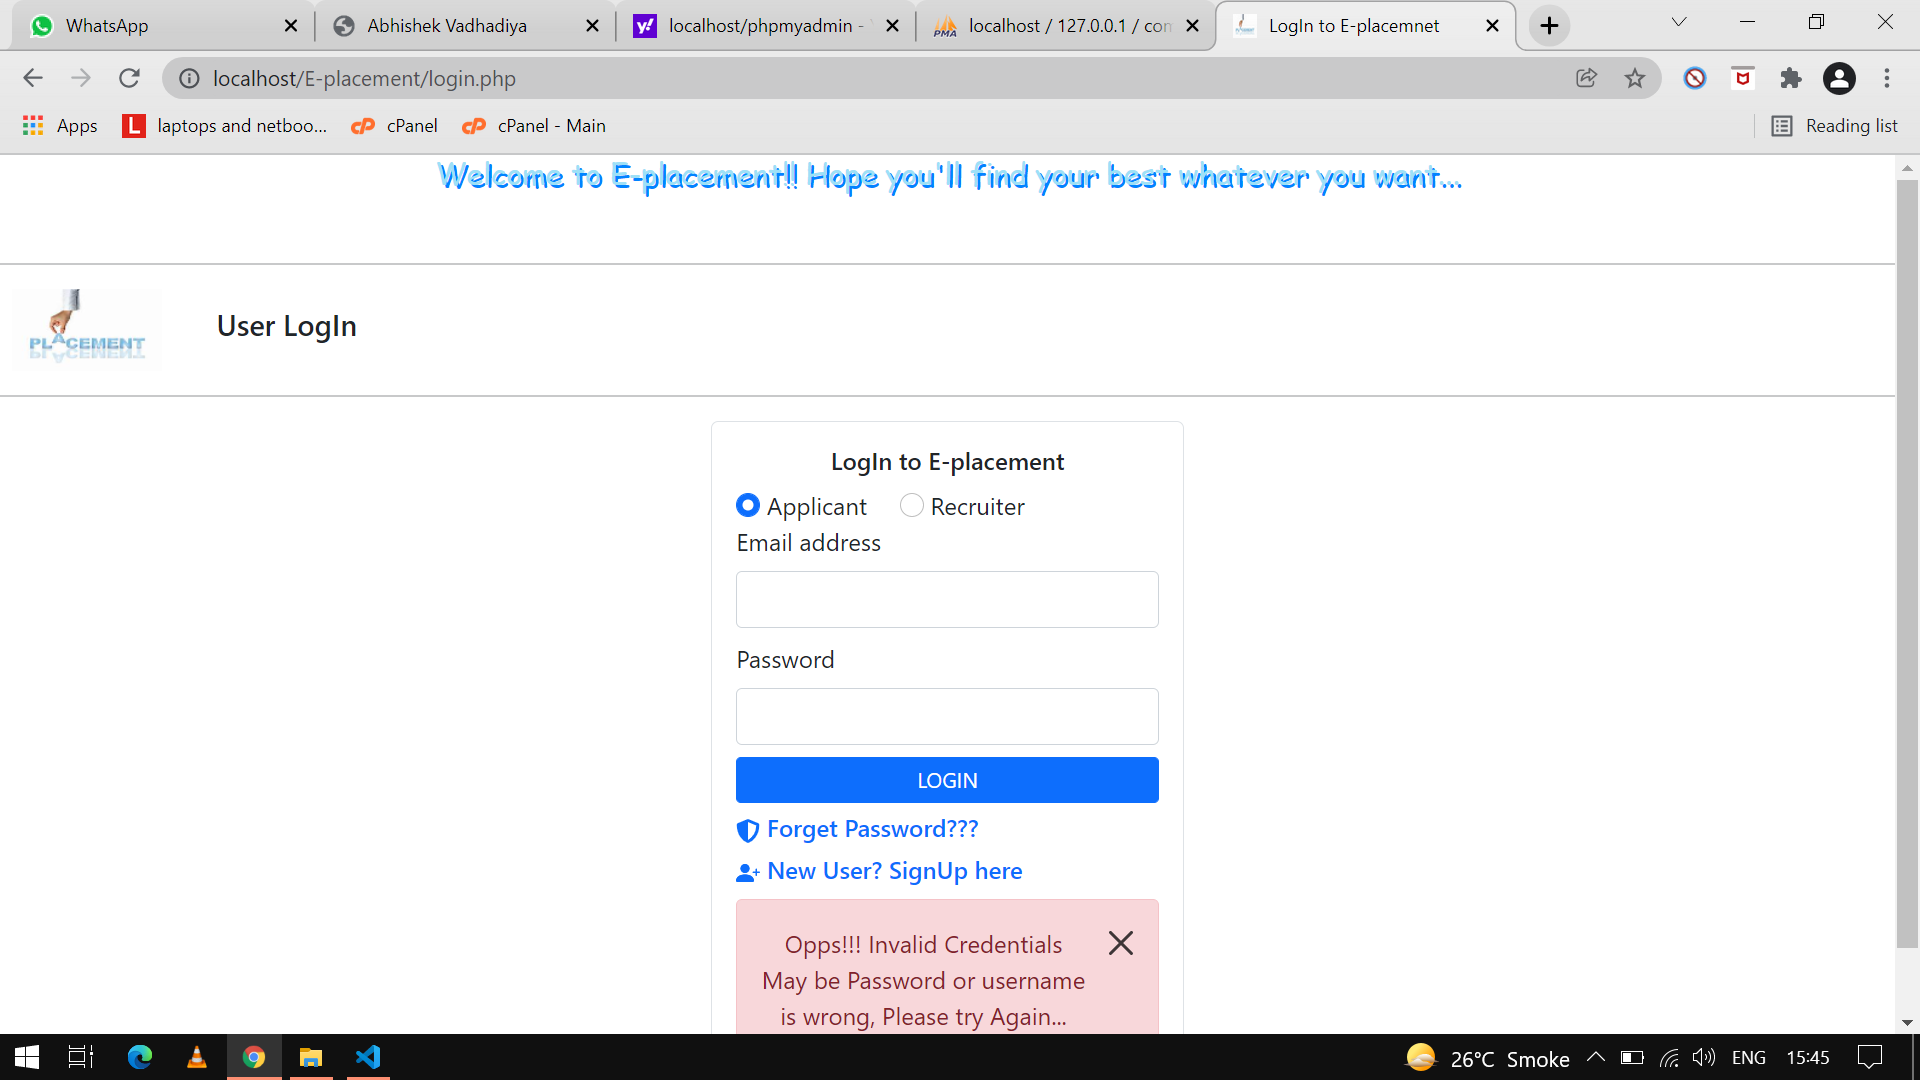 WhatsApp
Abhishek Vadhadiya
localhost/phpmyadmin -
PMA
localhost / 127.0.0.1 / con
LogIn to E-placemnet
localhost/E-placement/login.php
Apps
L
laptops and netboo...
cP
cPanel
cP
cPanel - Main
Reading list
Welcome to E-placement!! Hope you'll find your best whatever you want...
PLACEMENT
User LogIn
LogIn to E-placement
Applicant
Recruiter
Email address
Password
LOGIN
Forget Password???
New User? SignUp here
Opps!!! Invalid Credentials
May be Password or username
is wrong, Please try Again...
26°C Smoke
ENG
15:45